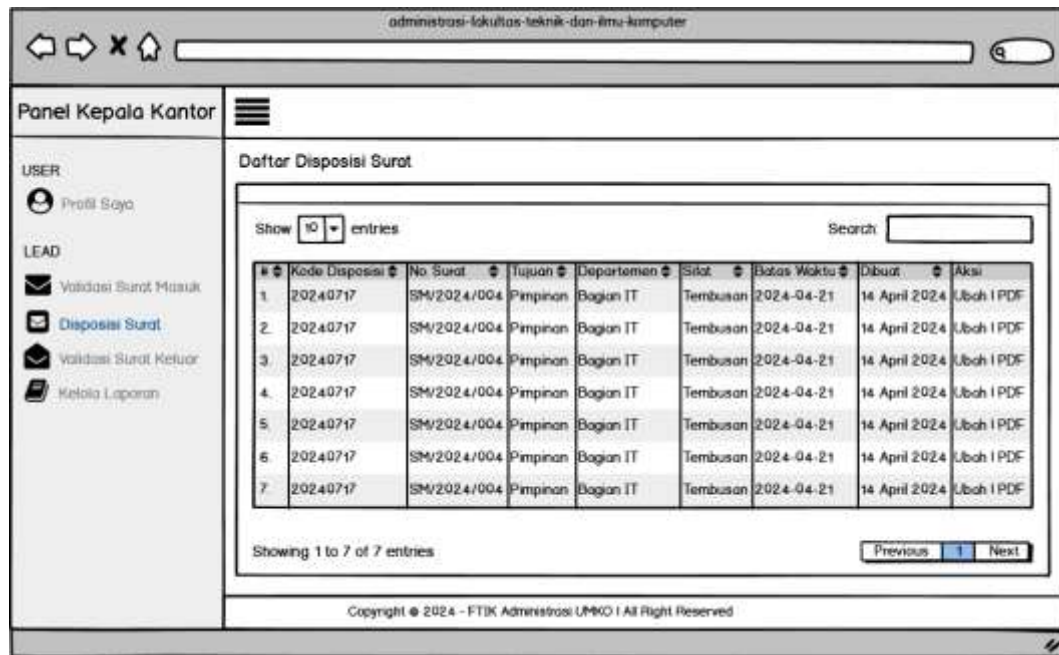 administrasi-fakultas-teknik-dan-ilmu-komputer
Panel Kepala Kantor
USER
Profil Saya
LEAD
Validasi Surat Masuk
Disposisi Surat
Validasi Surat Keluar
Kelola Laporan
Daftar Disposisi Surat
Show 10 entries
Search:
# Kode Disposisi No. Surat Tujuan Departemen Sifat Batas Waktu Dibuat Aksi
1. 20240717 SM/2024/004 Pimpinan Bagian IT Tembusan 2024-04-21 14 April 2024 Ubah | PDF
2. 20240717 SM/2024/004 Pimpinan Bagian IT Tembusan 2024-04-21 14 April 2024 Ubah | PDF
3. 20240717 SM/2024/004 Pimpinan Bagian IT Tembusan 2024-04-21 14 April 2024 Ubah | PDF
4. 20240717 SM/2024/004 Pimpinan Bagian IT Tembusan 2024-04-21 14 April 2024 Ubah | PDF
5. 20240717 SM/2024/004 Pimpinan Bagian IT Tembusan 2024-04-21 14 April 2024 Ubah | PDF
6. 20240717 SM/2024/004 Pimpinan Bagian IT Tembusan 2024-04-21 14 April 2024 Ubah | PDF
7. 20240717 SM/2024/004 Pimpinan Bagian IT Tembusan 2024-04-21 14 April 2024 Ubah | PDF
Showing 1 to 7 of 7 entries
Previous 1 Next
Copyright @ 2024 - FTIK Administrasi UMKO | All Right Reserved